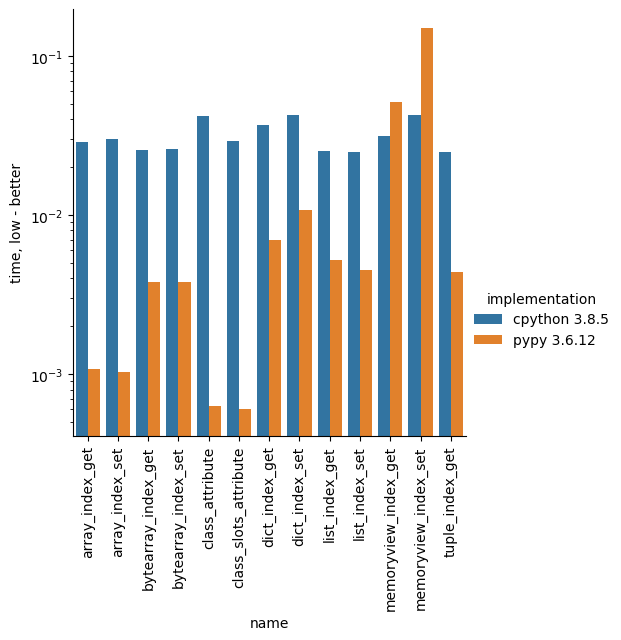 time, low - better
10⁻¹
10⁻²
10⁻³
array_index_get
array_index_set
bytearray_index_get
bytearray_index_set
class_attribute
class_slots_attribute
dict_index_get
dict_index_set
list_index_get
list_index_set
memoryview_index_get
memoryview_index_set
tuple_index_get
name
implementation
cpython 3.8.5
pypy 3.6.12